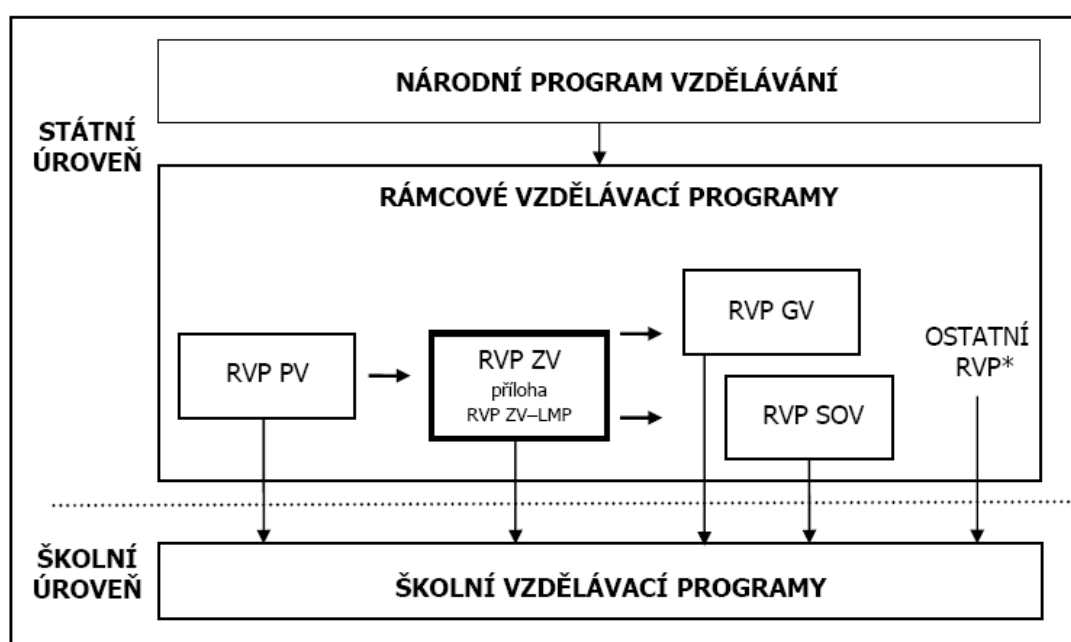 NÁRODNÍ PROGRAM VZDĚLÁVÁNÍ
STÁTNÍ
ÚROVEŇ
RÁMCOVÉ VZDĚLÁVACÍ PROGRAMY
RVP PV
RVP ZV
příloha
RVP ZV–LMP
RVP GV
RVP SOV
OSTATNÍ
RVP*
ŠKOLNÍ
ÚROVEŇ
ŠKOLNÍ VZDĚLÁVACÍ PROGRAMY